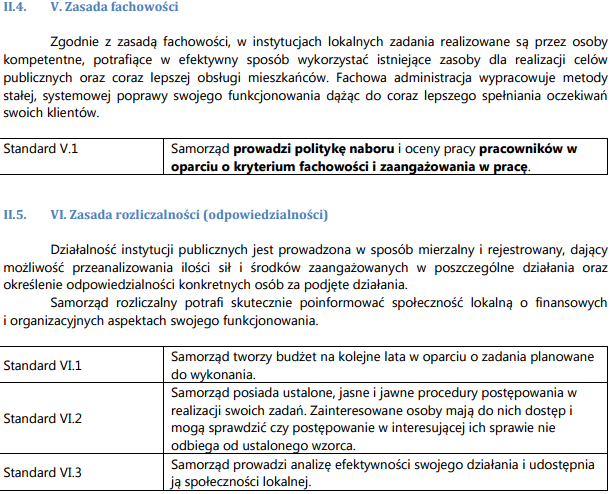 II.4. V. Zasada fachowości
Zgodnie z zasadą fachowości, w instytucjach lokalnych zadania realizowane są przez osoby
kompetentne, potrafiące w efektywny sposób wykorzystać istniejące zasoby dla realizacji celów
publicznych oraz coraz lepszej obsługi mieszkańców. Fachowa administracja wypracowuje metody
stałej, systemowej poprawy swojego funkcjonowania dążąc do coraz lepszego spełniania oczekiwań
swoich klientów.
Standard V.1
Samorząd prowadzi politykę naboru i oceny pracy pracowników w
oparciu o kryterium fachowości i zaangażowania w pracę.
II.5. VI. Zasada rozliczalności (odpowiedzialności)
Działalność instytucji publicznych jest prowadzona w sposób mierzalny i rejestrowany, dający
możliwość przeanalizowania ilości sił i środków zaangażowanych w poszczególne działania oraz
określenie odpowiedzialności konkretnych osób za podjęte działania.
Samorząd rozliczalny potrafi skutecznie poinformować społeczność lokalną o finansowych
i organizacyjnych aspektach swojego funkcjonowania.
Standard VI.1
Samorząd tworzy budżet na kolejne lata w oparciu o zadania planowane
do wykonania.
Standard VI.2
Samorząd posiada ustalone, jasne i jawne procedury postępowania w
realizacji swoich zadań. Zainteresowane osoby mają do nich dostęp i
mogą sprawdzić czy postępowanie w interesującej ich sprawie nie
odbiega od ustalonego wzorca.
Standard VI.3
Samorząd prowadzi analizę efektywności swojego działania i udostępnia
ją społeczności lokalnej.